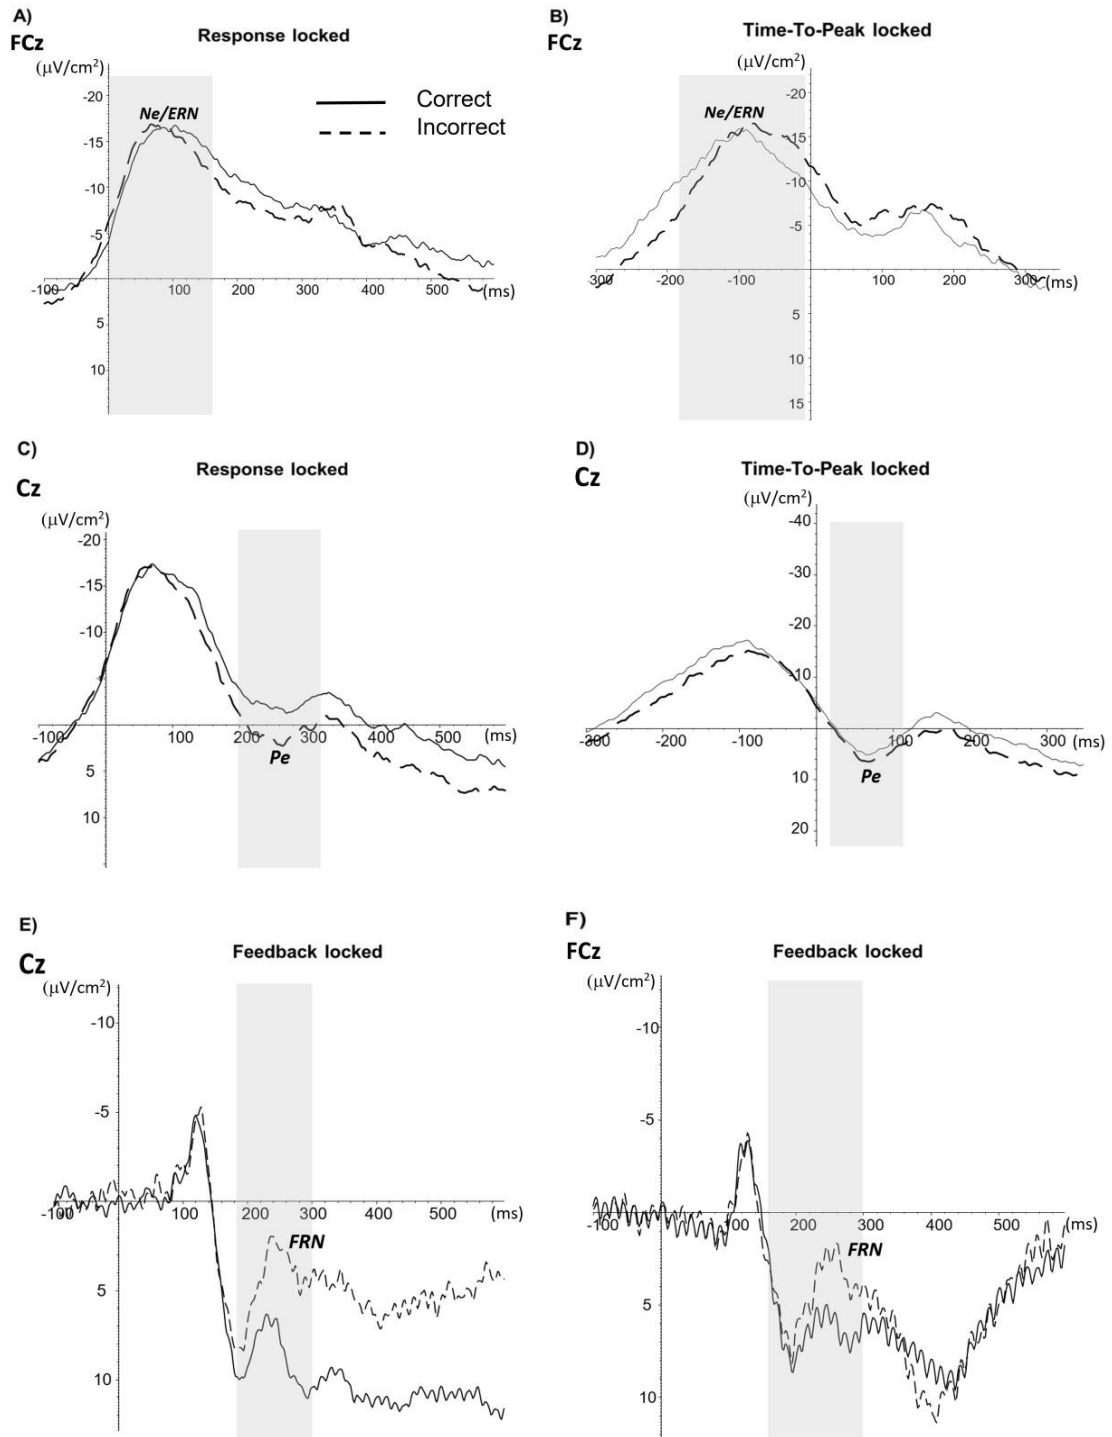 A)
FCz
Response locked
(μV/cm²)
-20
-15
-10
-5
5
10
-100
100
200
300
400
500
(ms)
Ne/ERN
Correct
Incorrect
B)
FCz
Time-To-Peak locked
(μV/cm²)
-20
-15
-10
-5
5
10
15
-300
-200
-100
100
200
300
(ms)
Ne/ERN
C)
Cz
Response locked
(μV/cm²)
-20
-15
-10
5
10
-100
100
200
300
400
500
(ms)
Pe
D)
Cz
Time-To-Peak locked
(μV/cm²)
-40
-30
-20
-10
10
20
-300
-200
-100
100
200
300
(ms)
Pe
E)
Cz
Feedback locked
(μV/cm²)
-10
-5
5
10
-100
100
200
300
400
500
(ms)
FRN
F)
FCz
Feedback locked
(μV/cm²)
-10
-5
5
10
-100
100
200
300
400
500
(ms)
FRN